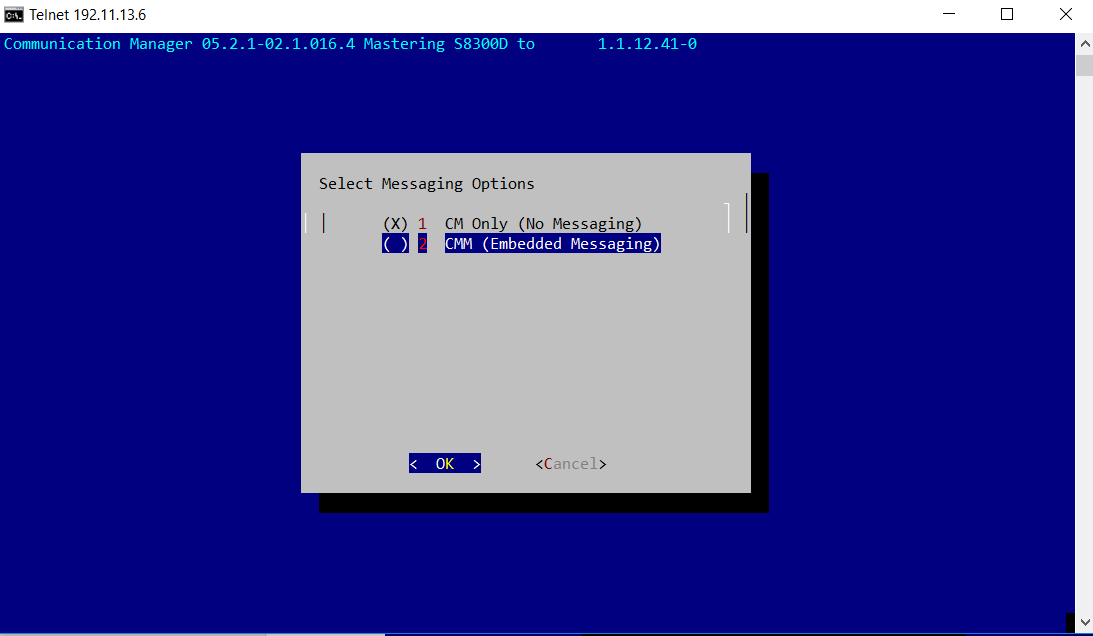 Telnet 192.11.13.6
Communication Manager 05.2.1-02.1.016.4 Mastering S8300D to 1.1.12.41-0
Select Messaging Options
(X) 1 CM Only (No Messaging)
( ) 2 CMM (Embedded Messaging)
< OK > <Cancel>